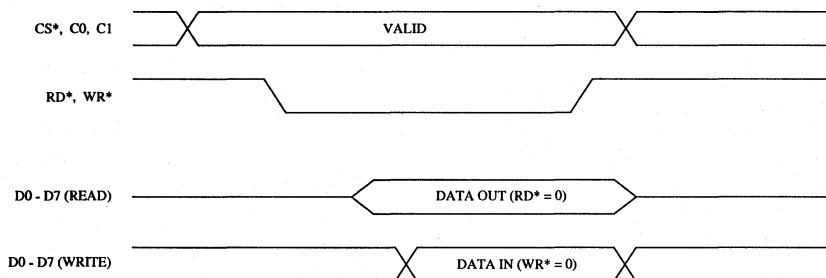 CS*, C0, C1 VALID
RD*, WR*
D0 - D7 (READ) DATA OUT (RD* = 0)
D0 - D7 (WRITE) DATA IN (WR* = 0)